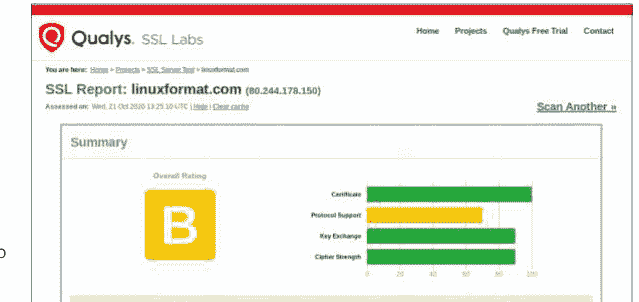 Qualys. SSL Labs
Home Projects Qualys Free Trial Contact
You are here: Home > Projects > SSL Server Test > linuxformat.com
SSL Report: linuxformat.com (80.244.178.150)
Assessed on: Wed, 21 Oct 2020 13:25:10 UTC | Hide | Clear cache
Scan Another »
Summary
Overall Rating
B
Certificate
Protocol Support
Key Exchange
Cipher Strength
0 20 40 60 80 100
o